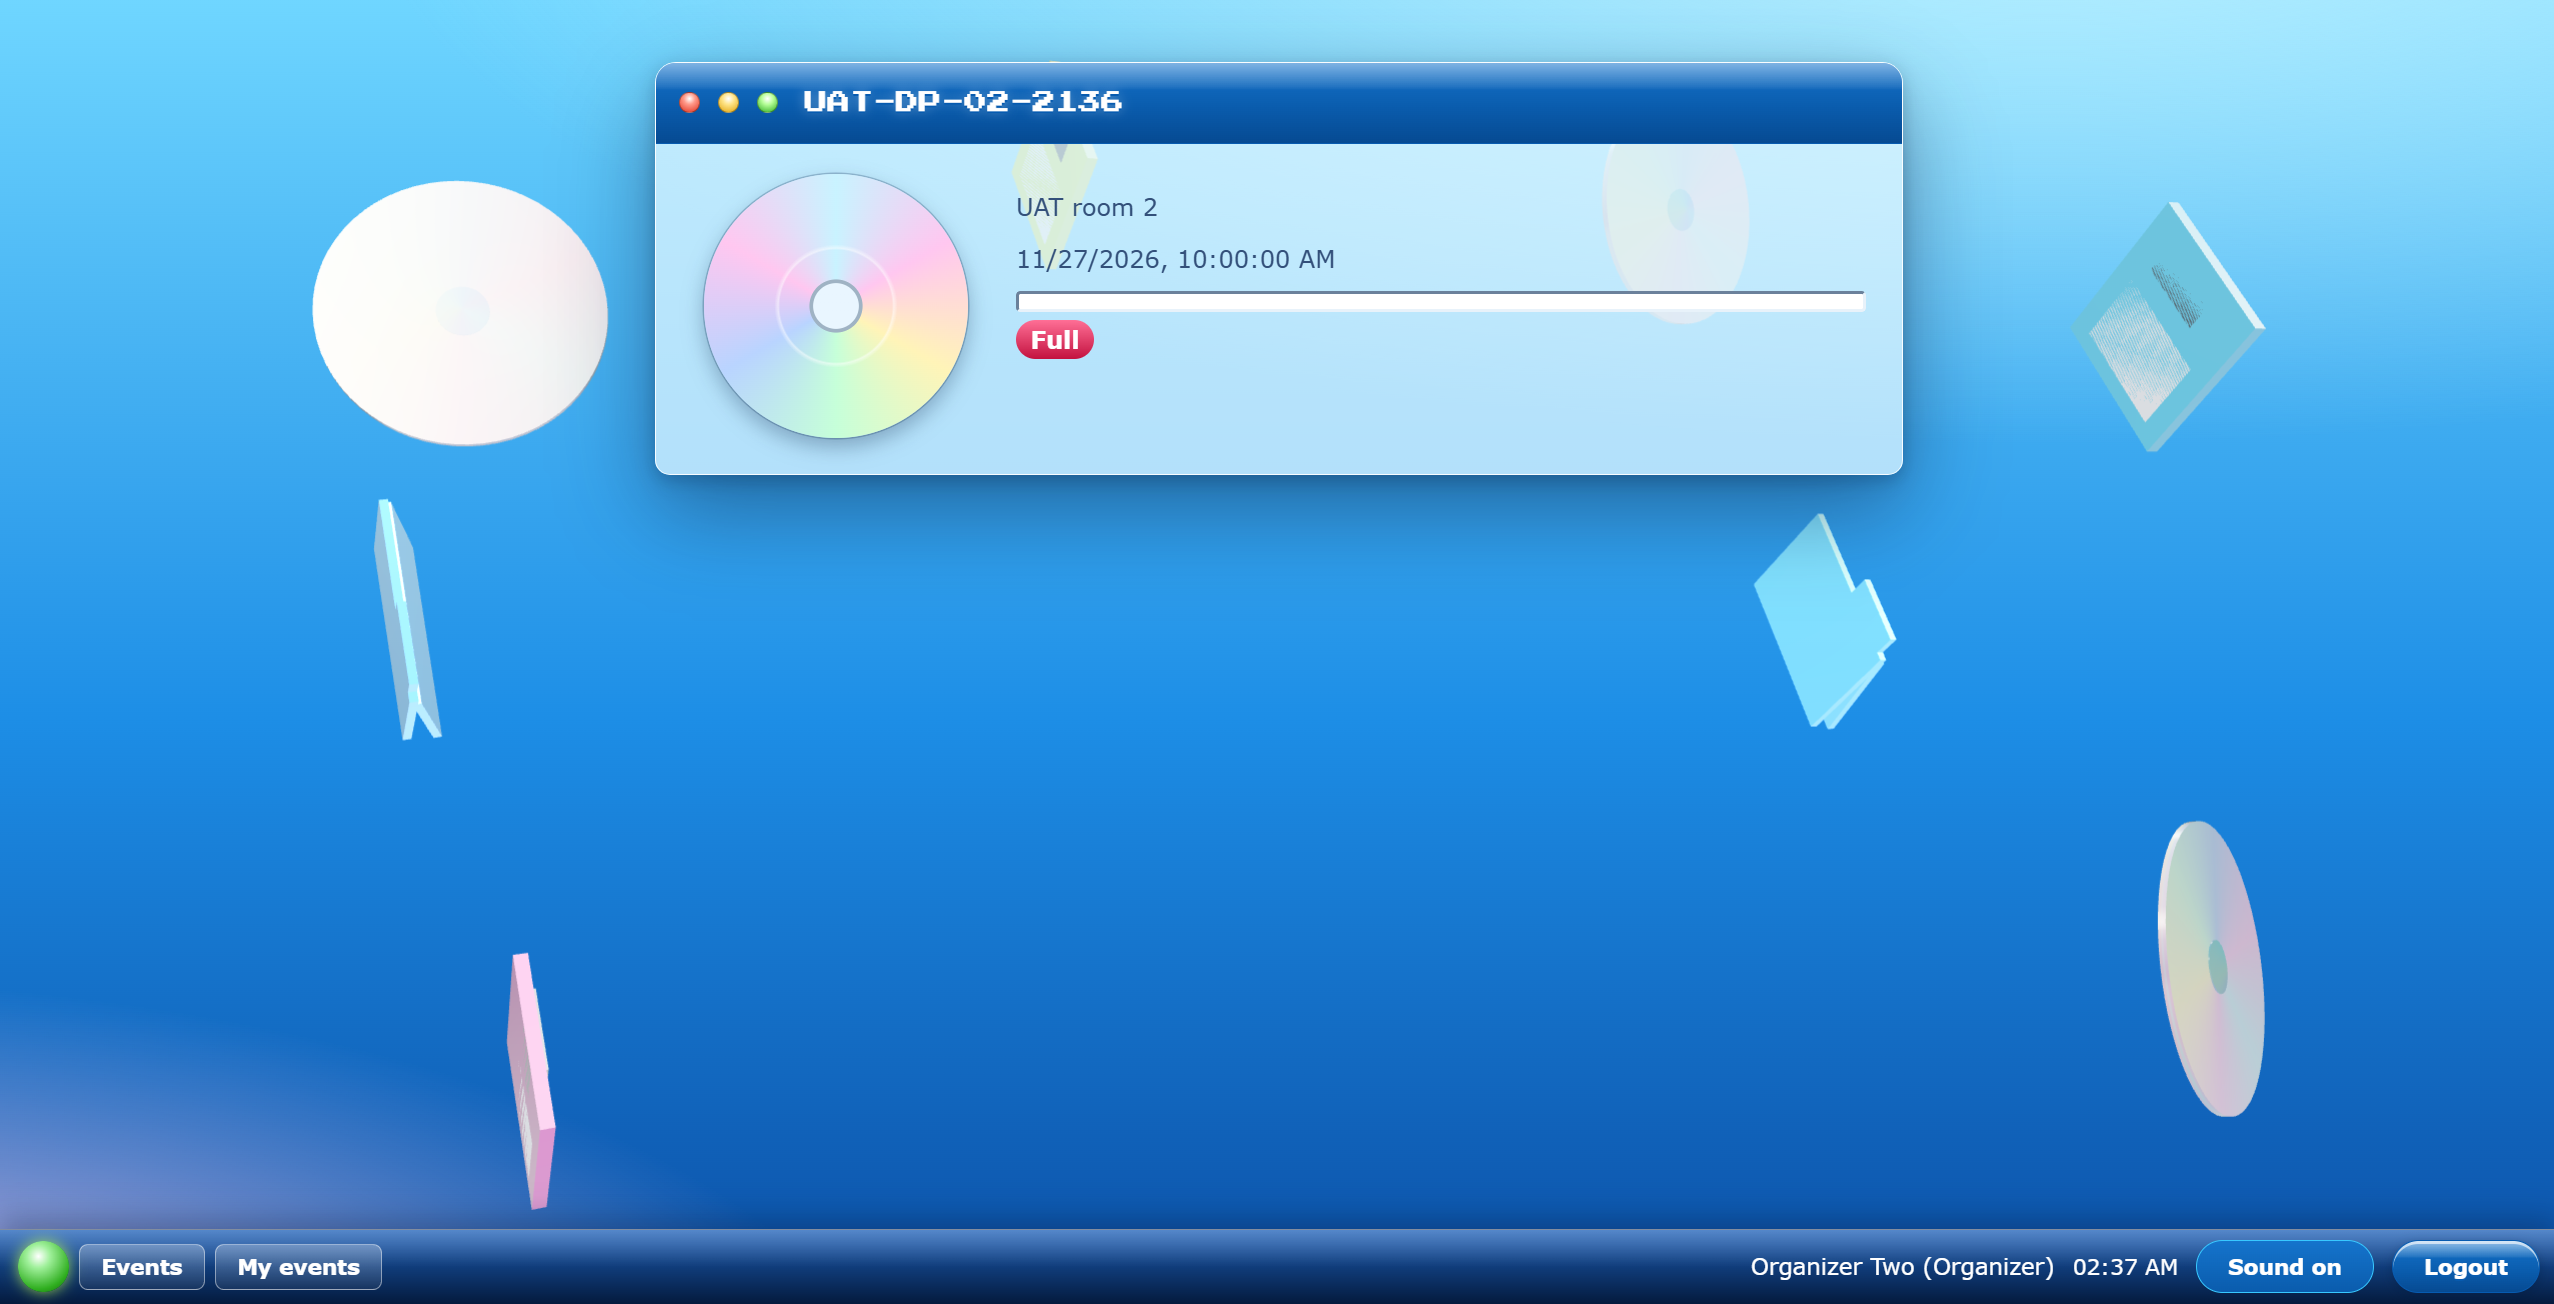 UAT-DP-02-2136
UAT room 2
11/27/2026, 10:00:00 AM
Full
Events
My events
Organizer Two (Organizer)
02:37 AM
Sound on
Logout